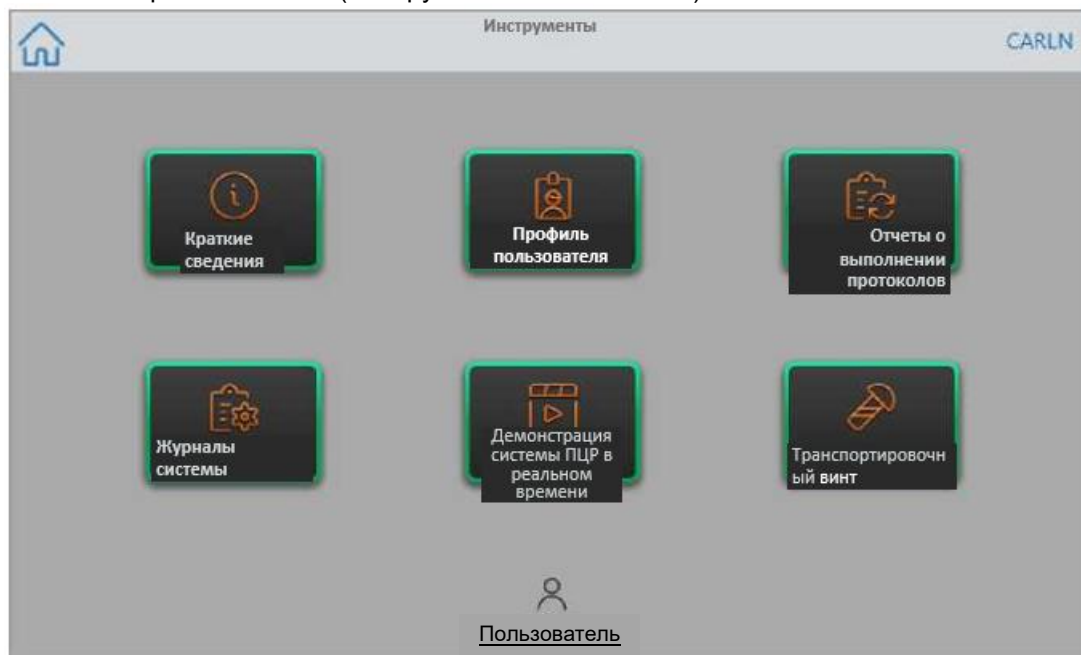 Инструменты
CARLN
Краткие
сведения
Профиль
пользователя
Отчеты о
выполнении
протоколов
Журналы
системы
Демонстрация
системы ПЦР в
реальном
времени
Транспортировочн
ый винт
Пользователь